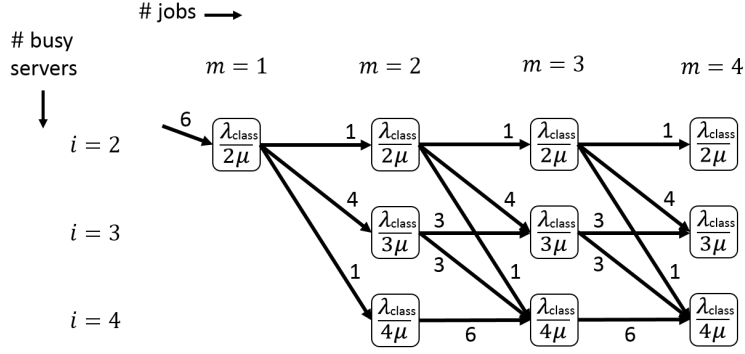 # jobs
# busy
servers
m = 1 m = 2 m = 3 m = 4
6 1 1 1
i = 2 λclass/2μ λclass/2μ λclass/2μ λclass/2μ
4 4 4
3 3
i = 3 λclass/3μ λclass/3μ λclass/3μ
3 3
1 1 1
i = 4 λclass/4μ λclass/4μ λclass/4μ
6 6